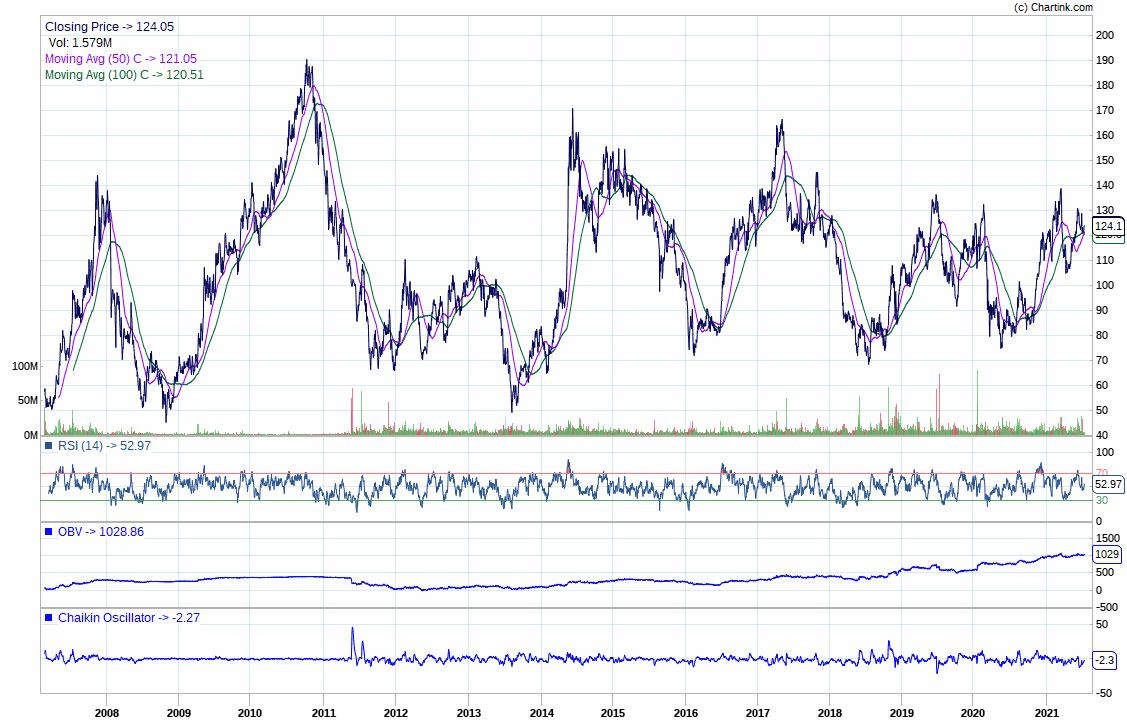 (c) Chartink.com
Closing Price -> 124.05
Vol: 1.579M
Moving Avg (50) C -> 121.05
Moving Avg (100) C -> 120.51
200
190
180
170
160
150
140
130
124.1
110
100
90
80
70
60
50
40
100M
50M
0M
RSI (14) -> 52.97
100
70
52.97
30
0
OBV -> 1028.86
1500
1029
500
0
-500
Chaikin Oscillator -> -2.27
50
-2.3
-50
2008 2009 2010 2011 2012 2013 2014 2015 2016 2017 2018 2019 2020 2021